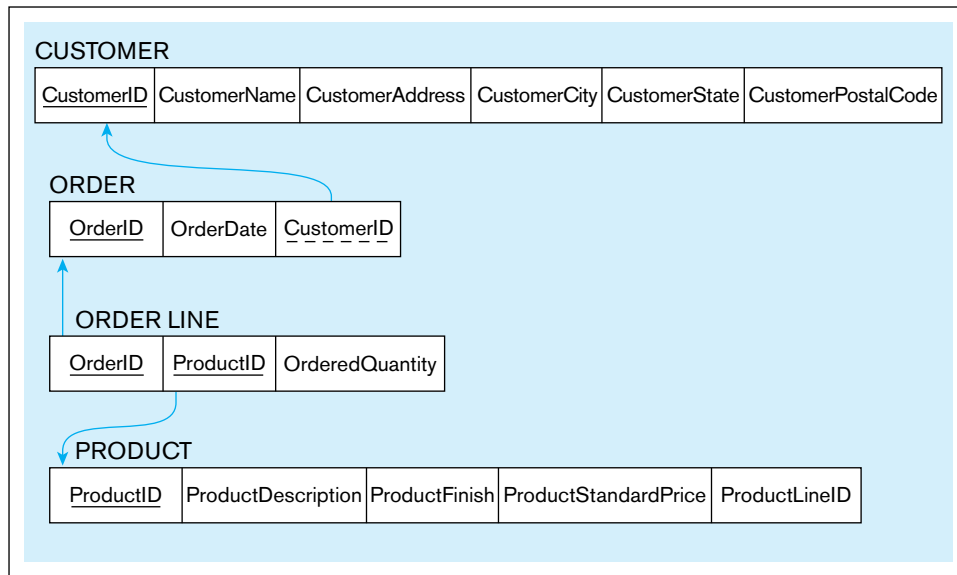 CUSTOMER
CustomerID CustomerName CustomerAddress CustomerCity CustomerState CustomerPostalCode
ORDER
OrderID OrderDate CustomerID
ORDER LINE
OrderID ProductID OrderedQuantity
PRODUCT
ProductID ProductDescription ProductFinish ProductStandardPrice ProductLineID